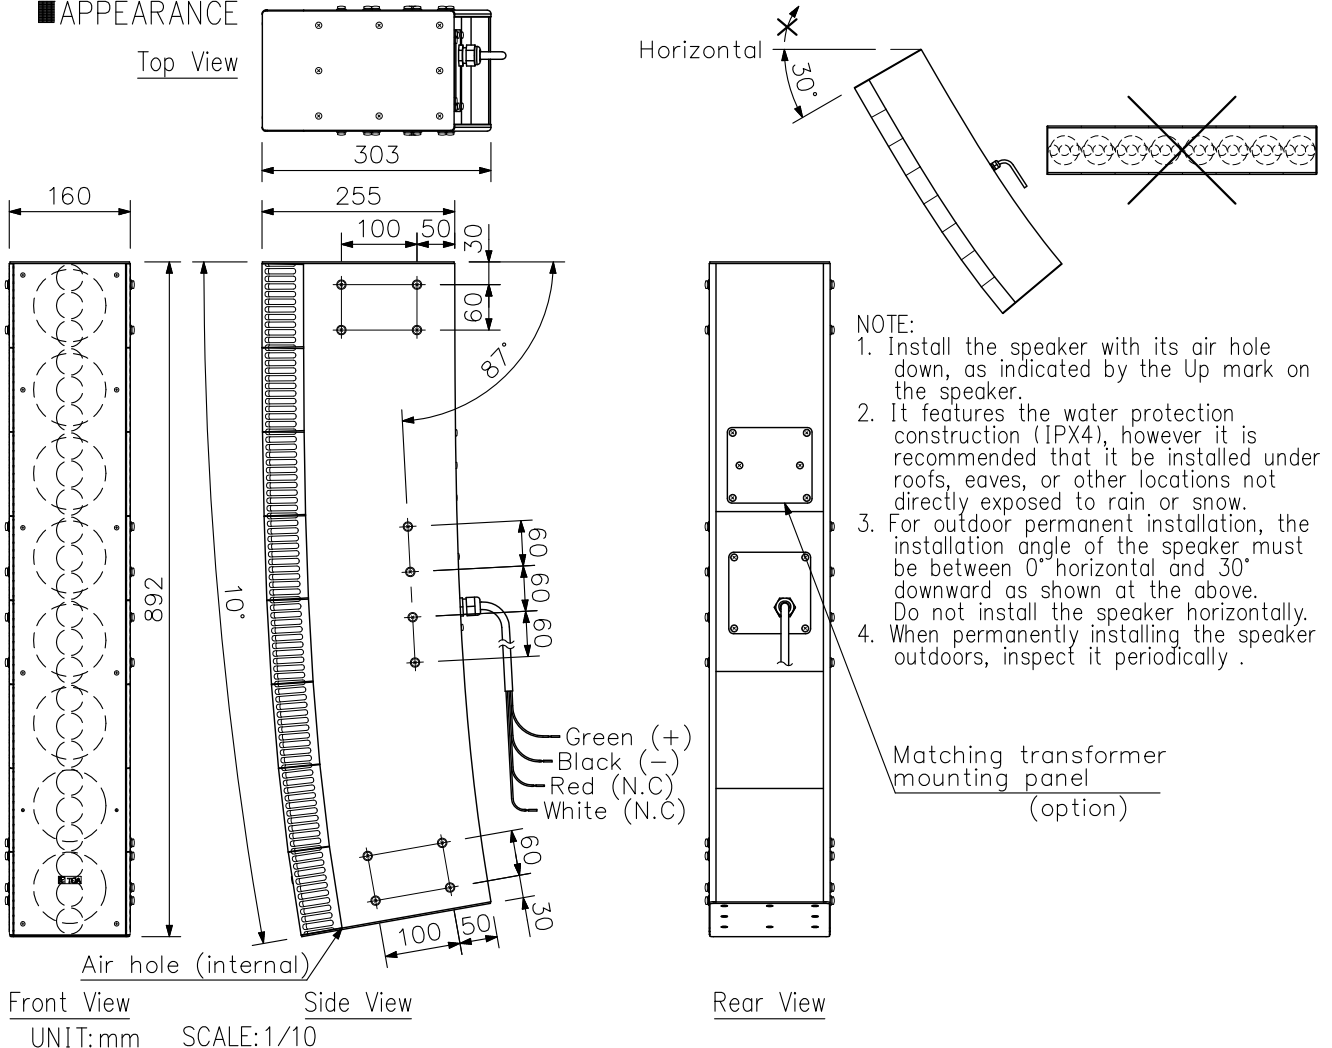 ■APPEARANCE
Top View
303
Horizontal
30°
160
255
100
50
30
60
87°
892
10°
60
60
60
Green (+)
Black (−)
Red (N.C)
White (N.C)
60
30
100
50
Air hole (internal)
TOA
Front View
Side View
Rear View
UNIT:mm
SCALE:1/10
NOTE:
1. Install the speaker with its air hole
down, as indicated by the Up mark on
the speaker.
2. It features the water protection
construction (IPX4), however it is
recommended that it be installed under
roofs, eaves, or other locations not
directly exposed to rain or snow.
3. For outdoor permanent installation, the
installation angle of the speaker must
be between 0° horizontal and 30°
downward as shown at the above.
Do not install the speaker horizontally.
4. When permanently installing the speaker
outdoors, inspect it periodically .
Matching transformer
mounting panel
(option)